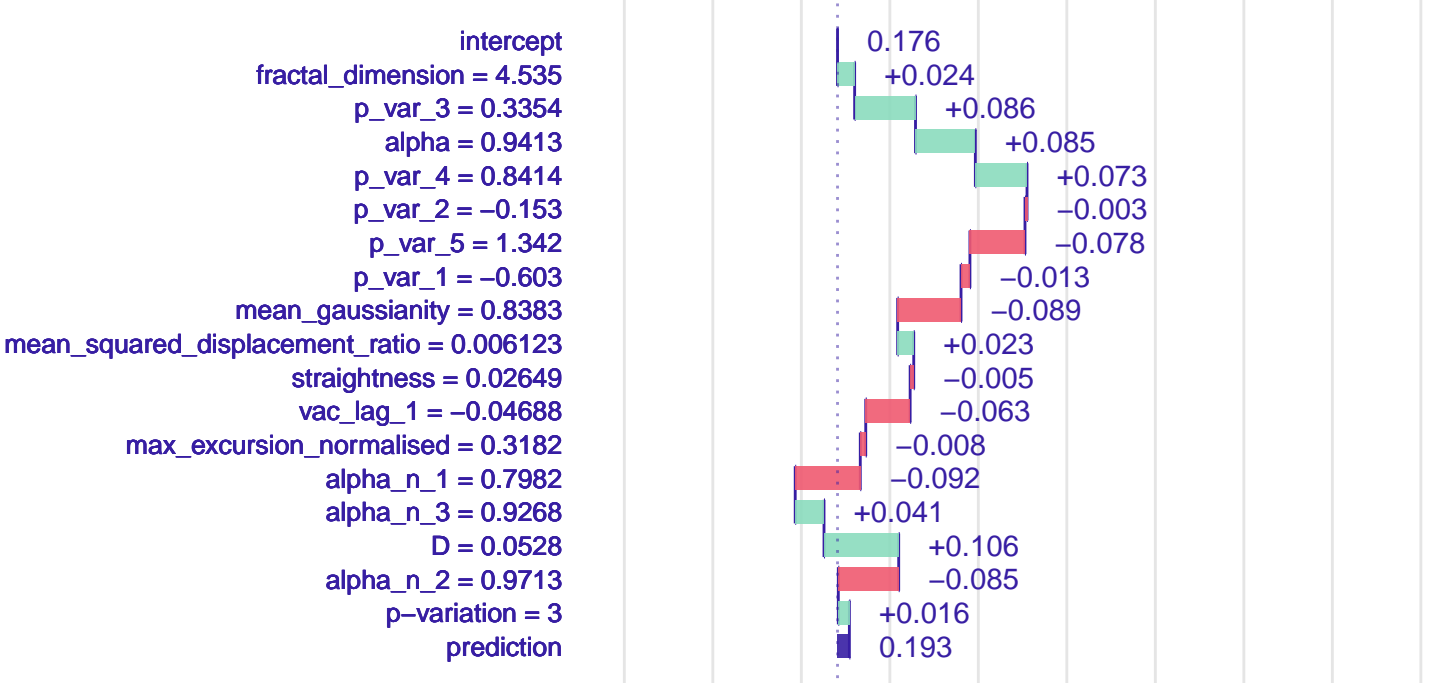 intercept 0.176
fractal_dimension = 4.535 +0.024
p_var_3 = 0.3354 +0.086
alpha = 0.9413 +0.085
p_var_4 = 0.8414 +0.073
p_var_2 = −0.153 −0.003
p_var_5 = 1.342 −0.078
p_var_1 = −0.603 −0.013
mean_gaussianity = 0.8383 −0.089
mean_squared_displacement_ratio = 0.006123 +0.023
straightness = 0.02649 −0.005
vac_lag_1 = −0.04688 −0.063
max_excursion_normalised = 0.3182 −0.008
alpha_n_1 = 0.7982 −0.092
alpha_n_3 = 0.9268 +0.041
D = 0.0528 +0.106
alpha_n_2 = 0.9713 −0.085
p−variation = 3 +0.016
prediction 0.193